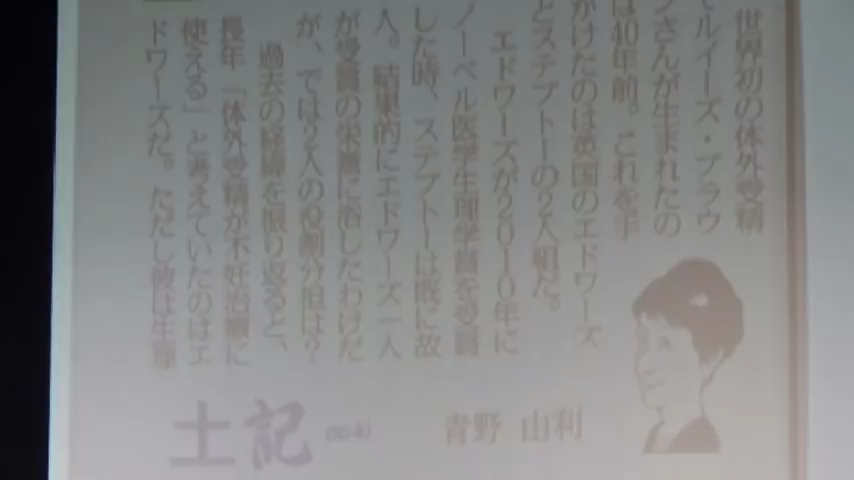 世界初の体外受精
でルイーズ・ブラウ
ンさんが生まれたの
は40年前。これを手
がけたのは英国のエドワーズ
とステプトーの2人組だ。
エドワーズが2010年に
ノーベル医学生理学賞を受賞
した時、ステプトーは既に故
人。結果的にエドワーズ一人
が受賞の栄誉に浴したわけだ
が、では2人の役割分担は?
過去の経緯を振り返ると、
長年「体外受精が不妊治療に
使える」と考えていたのはエ
ドワーズだ。ただし彼は生理
土記 do-ki
青野 由利